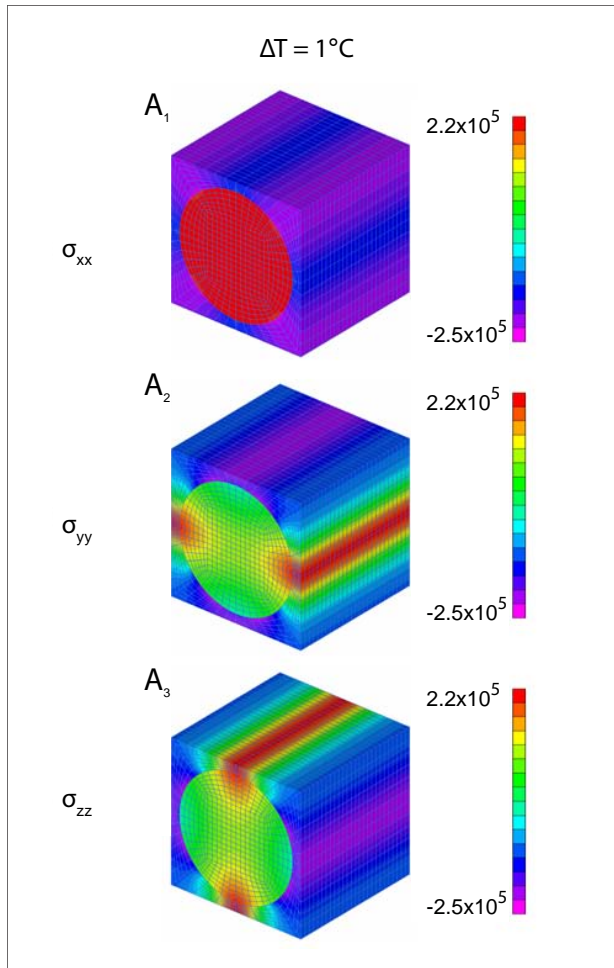 ΔT = 1°C
A₁
2.2x10⁵
σxx
-2.5x10⁵
A₂
2.2x10⁵
σyy
-2.5x10⁵
A₃
2.2x10⁵
σzz
-2.5x10⁵